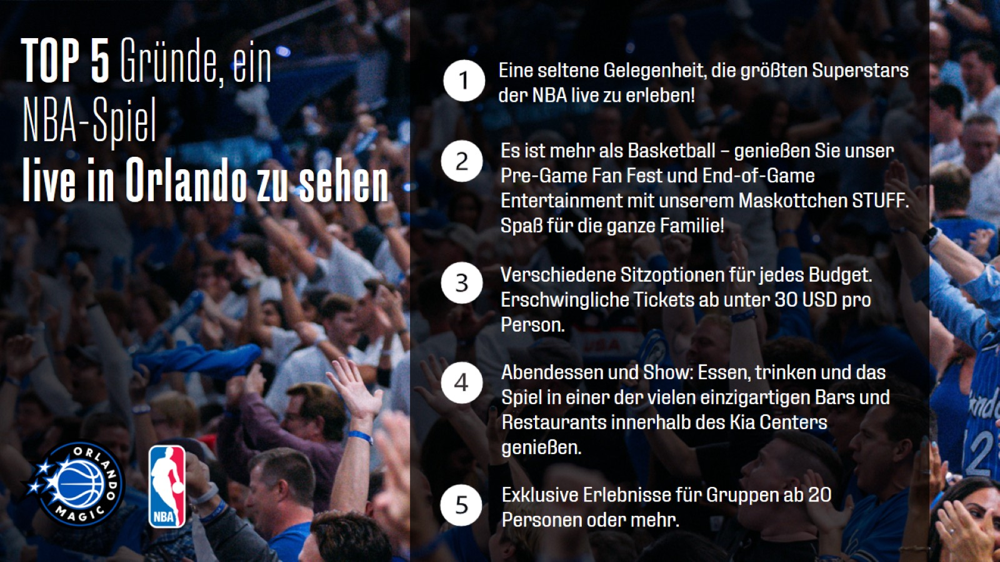 TOP 5 Gründe, ein
NBA-Spiel
live in Orlando zu sehen
1
Eine seltene Gelegenheit, die größten Superstars
der NBA live zu erleben!
2
Es ist mehr als Basketball – genießen Sie unser
Pre-Game Fan Fest und End-of-Game
Entertainment mit unserem Maskottchen STUFF.
Spaß für die ganze Familie!
3
Verschiedene Sitzoptionen für jedes Budget.
Erschwingliche Tickets ab unter 30 USD pro
Person.
4
Abendessen und Show: Essen, trinken und das
Spiel in einer der vielen einzigartigen Bars und
Restaurants innerhalb des Kia Centers
genießen.
5
Exklusive Erlebnisse für Gruppen ab 20
Personen oder mehr.
ORLANDO
MAGIC
NBA
USA
12